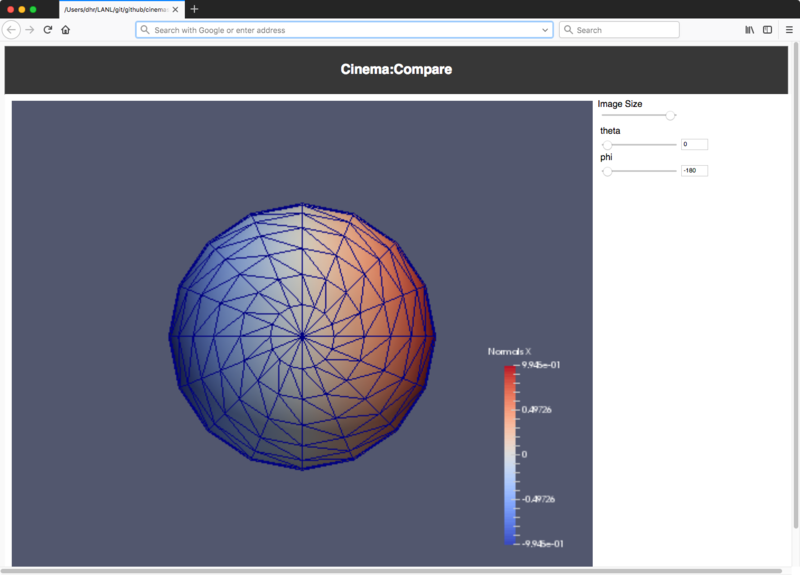 /Users/dhr/LANL/git/github/cinema
Search with Google or enter address
Search
Cinema:Compare
Image Size
theta
0
phi
-180
Normals X
9.945e-01
0.49726
0
-0.49726
-9.945e-01